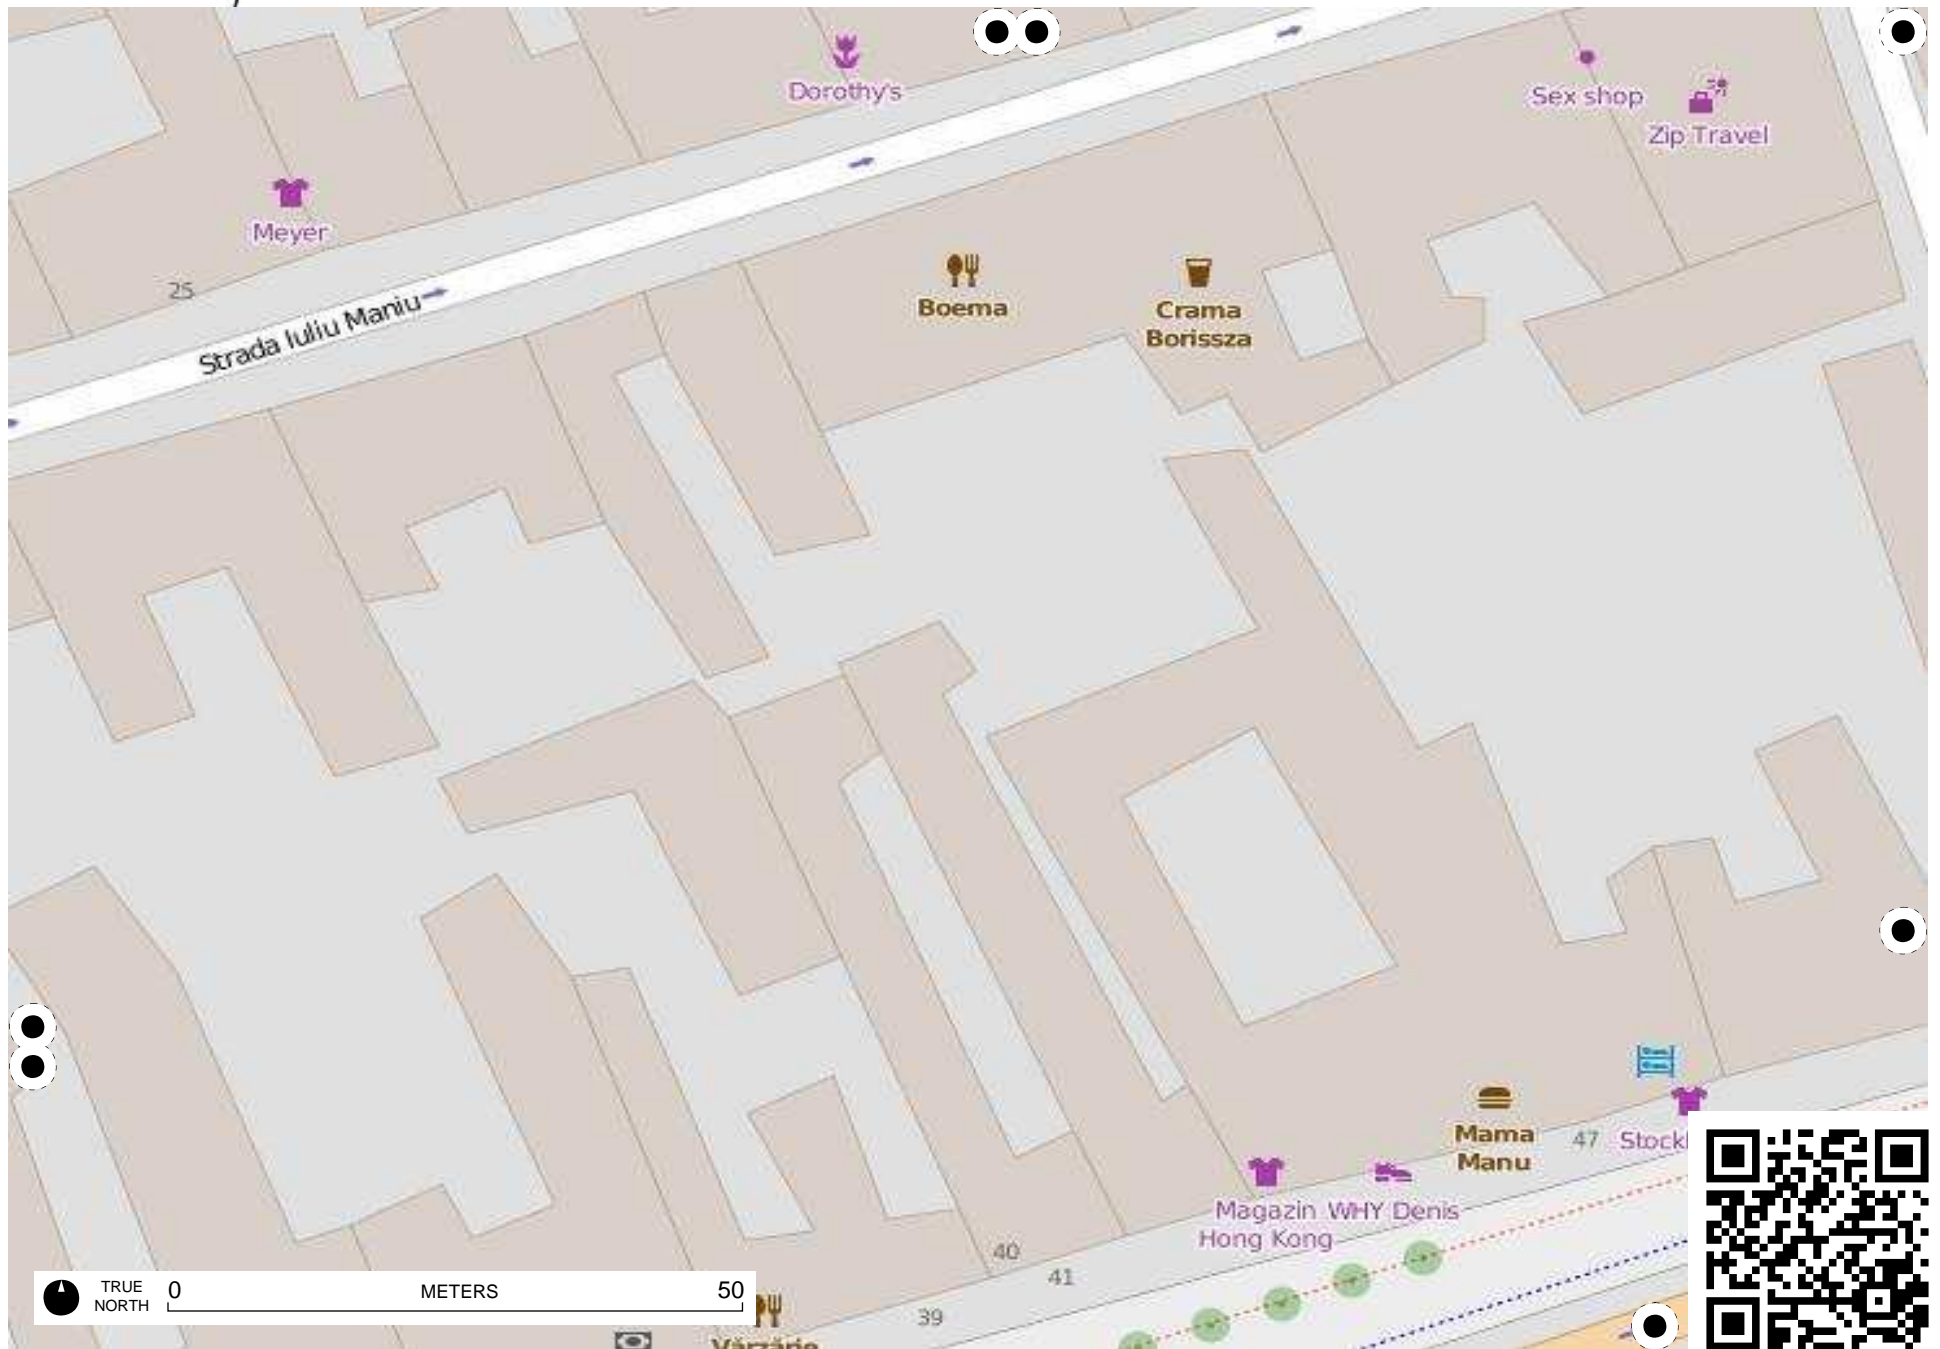 Dorothy's
Sex shop
Zip Travel
Meyer
25
Strada Iuliu Maniu
Boema
Crama
Borissza
Mama
Manu
47
Magazin WHY Denis
Hong Kong
40
41
39
TRUE
NORTH
0
METERS
50
Vărzărie